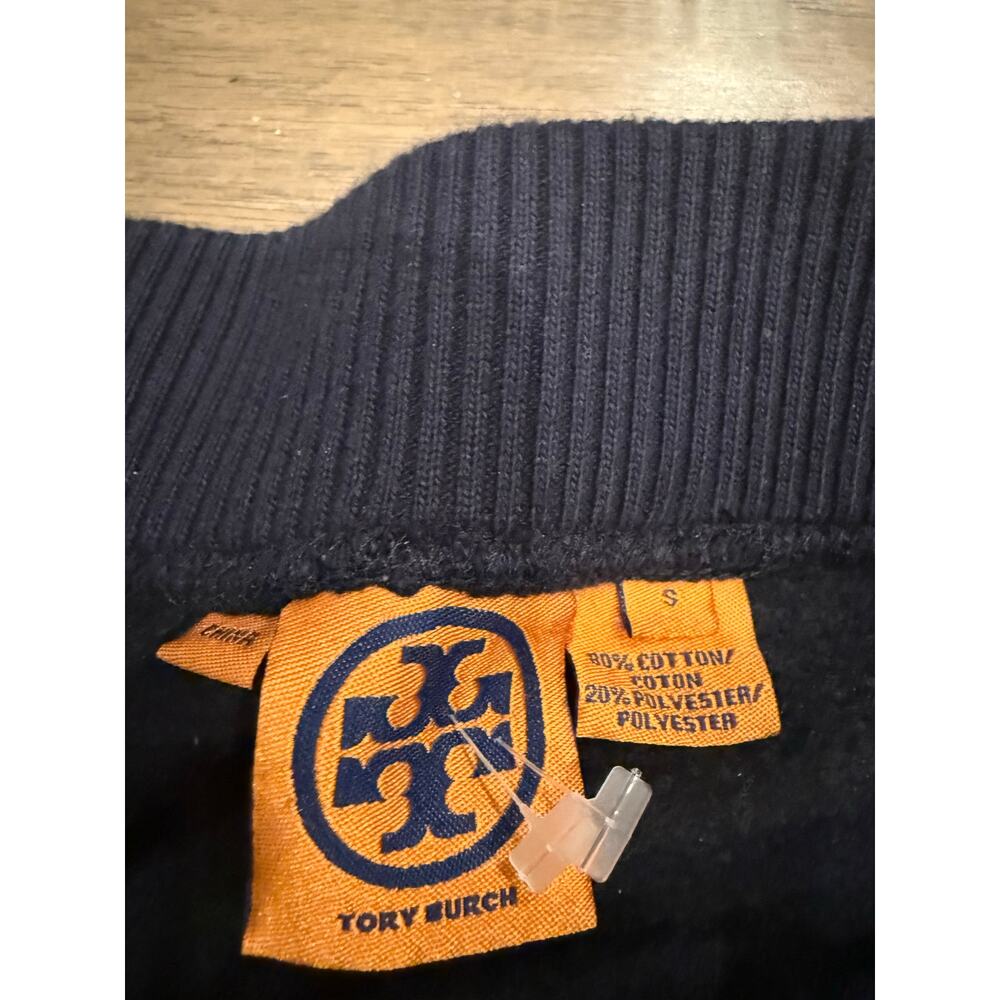 CHINA
TORY BURCH
S
80% COTTON/
COTON
20% POLYESTER/
POLYESTER